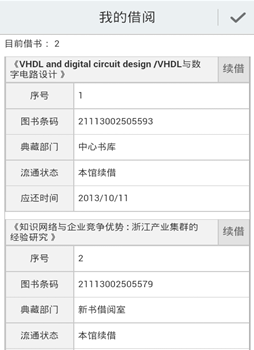 我的借阅
目前借书： 2
《VHDL and digital circuit design /VHDL与数
字电路设计 》
续借
序号 1
图书条码 21113002505593
典藏部门 中心书库
流通状态 本馆续借
应还时间 2013/10/11
《知识网络与企业竞争优势 : 浙江产业集群的
经验研究 》
续借
序号 2
图书条码 21113002505579
典藏部门 新书借阅室
流通状态 本馆续借